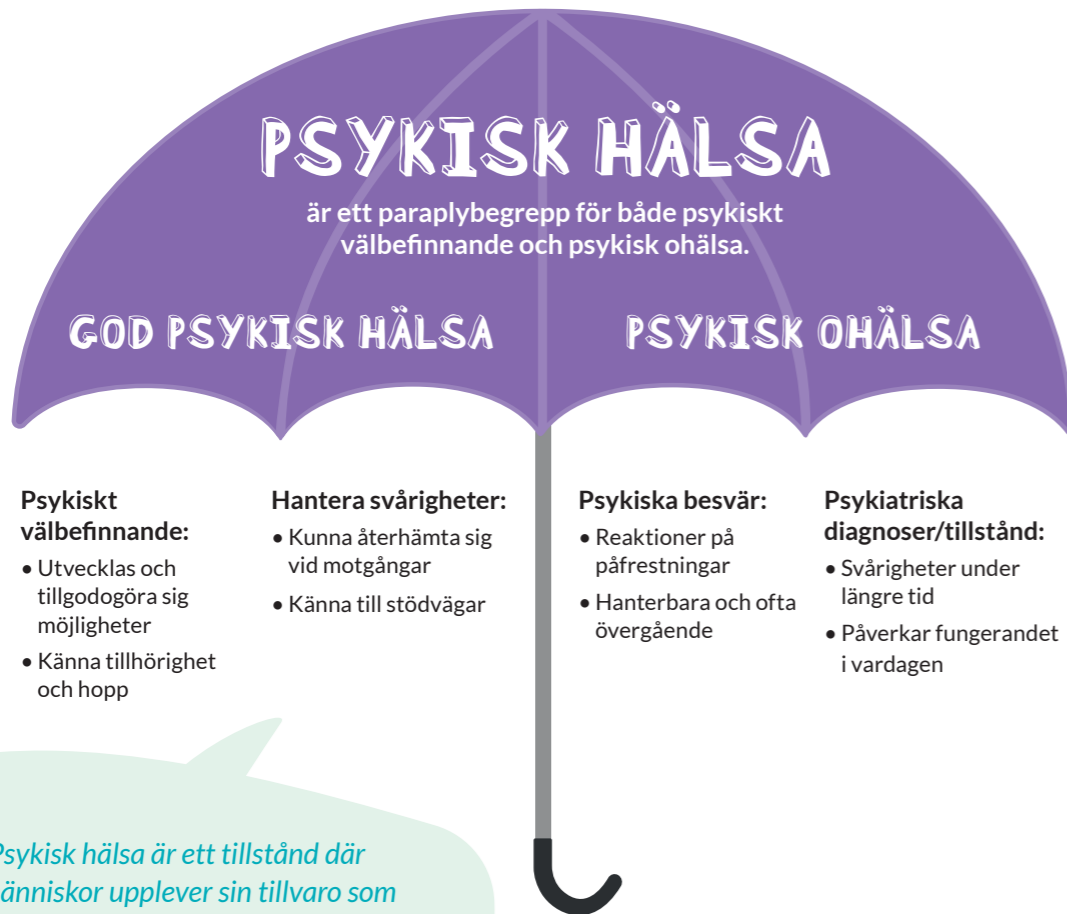 PSYKISK HÄLSA
är ett paraplybegrepp för både psykiskt
välbefinnande och psykisk ohälsa.
GOD PSYKISK HÄLSA
PSYKISK OHÄLSA
Psykiskt
välbefinnande:
• Utvecklas och
tillgodogöra sig
möjligheter
• Känna tillhörighet
och hopp
Hantera svårigheter:
• Kunna återhämta sig
vid motgångar
• Känna till stödvägar
Psykiska besvär:
• Reaktioner på
påfrestningar
• Hanterbara och ofta
övergående
Psykiatriska
diagnoser/tillstånd:
• Svårigheter under
längre tid
• Påverkar fungerandet
i vardagen
Psykisk hälsa är ett tillstånd där
änniskor upplever sin tillvaro som